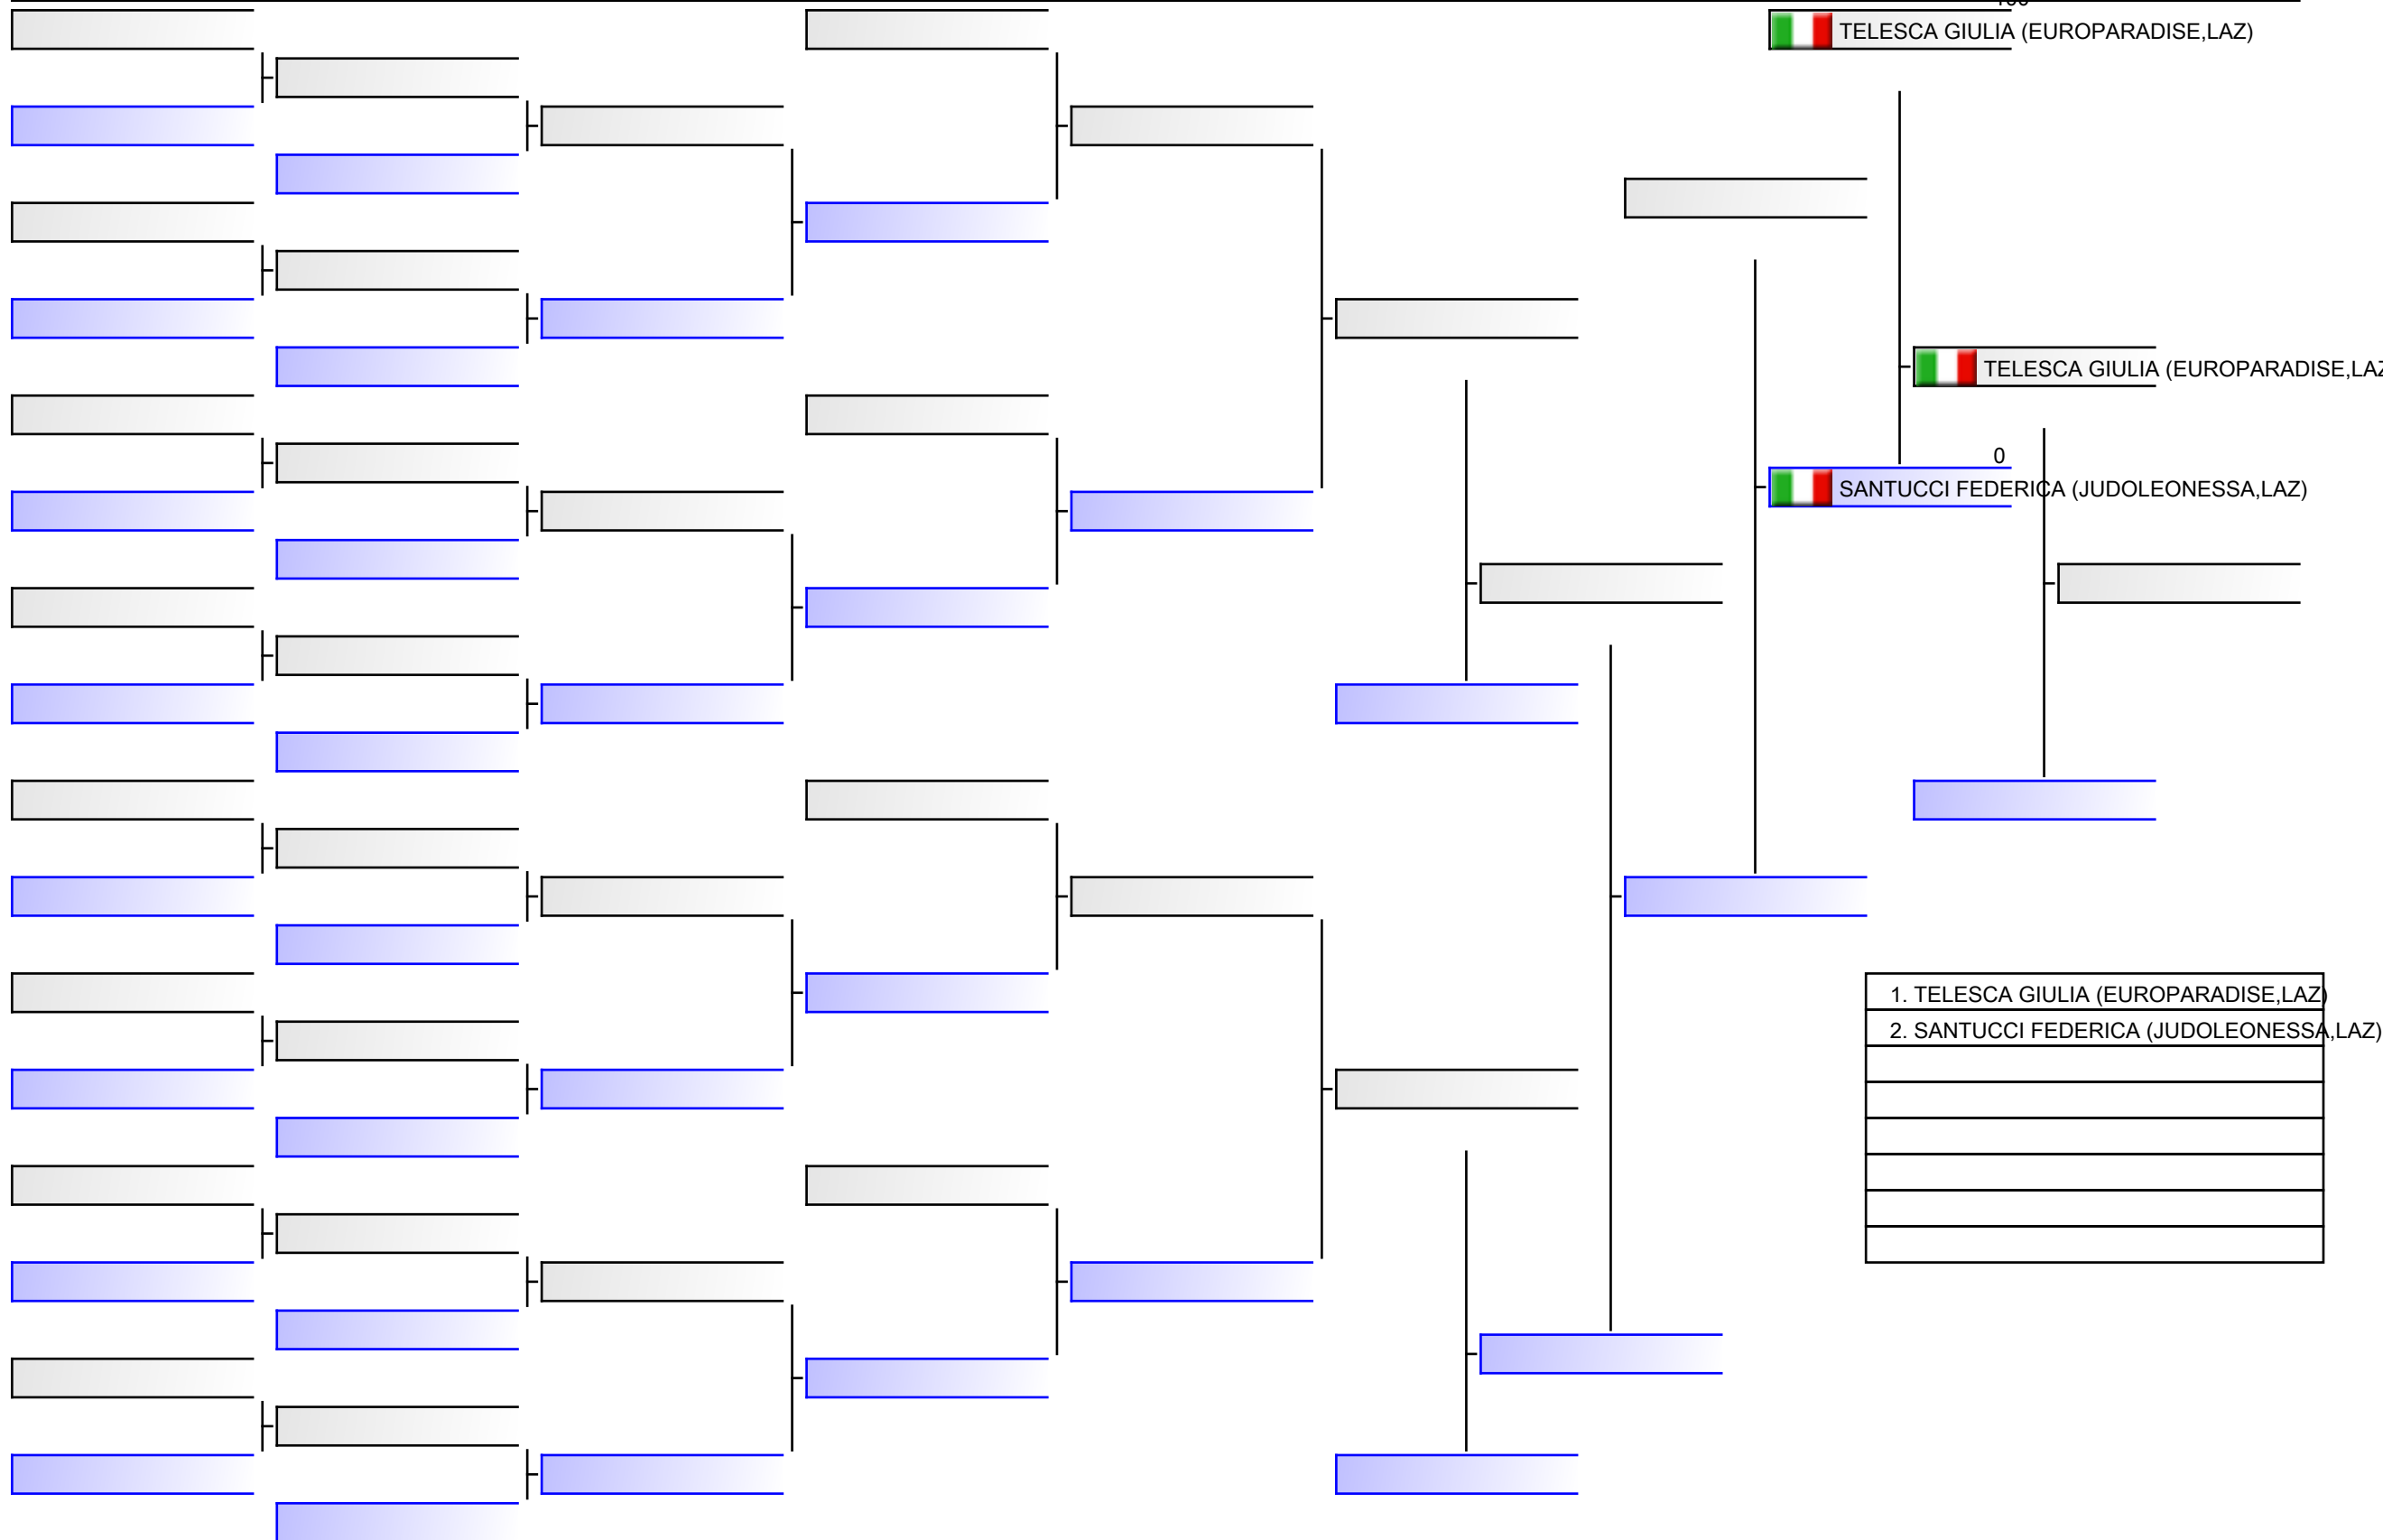 TELESCA GIULIA (EUROPARADISE,LAZ)
TELESCA GIULIA (EUROPARADISE,LAZ
0
SANTUCCI FEDERICA (JUDOLEONESSA,LAZ)
1. TELESCA GIULIA (EUROPARADISE,LAZ)
2. SANTUCCI FEDERICA (JUDOLEONESSA,LAZ)